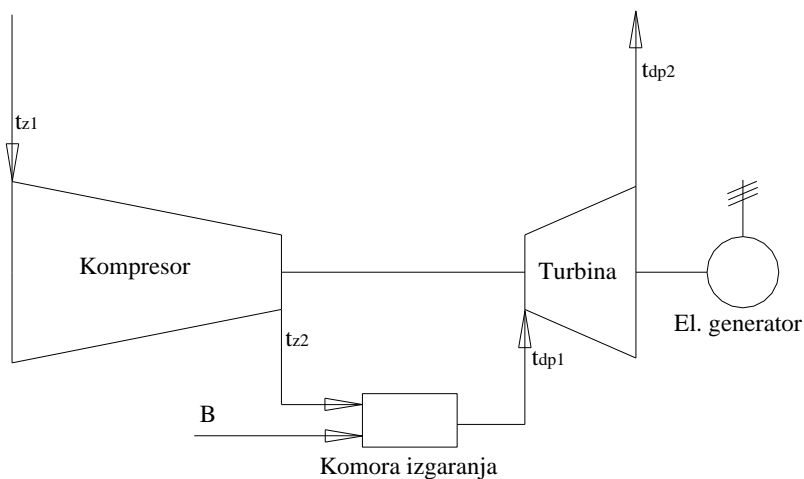 tdp2
tz1
Kompresor
Turbina
El. generator
tz2
tdp1
B
Komora izgaranja